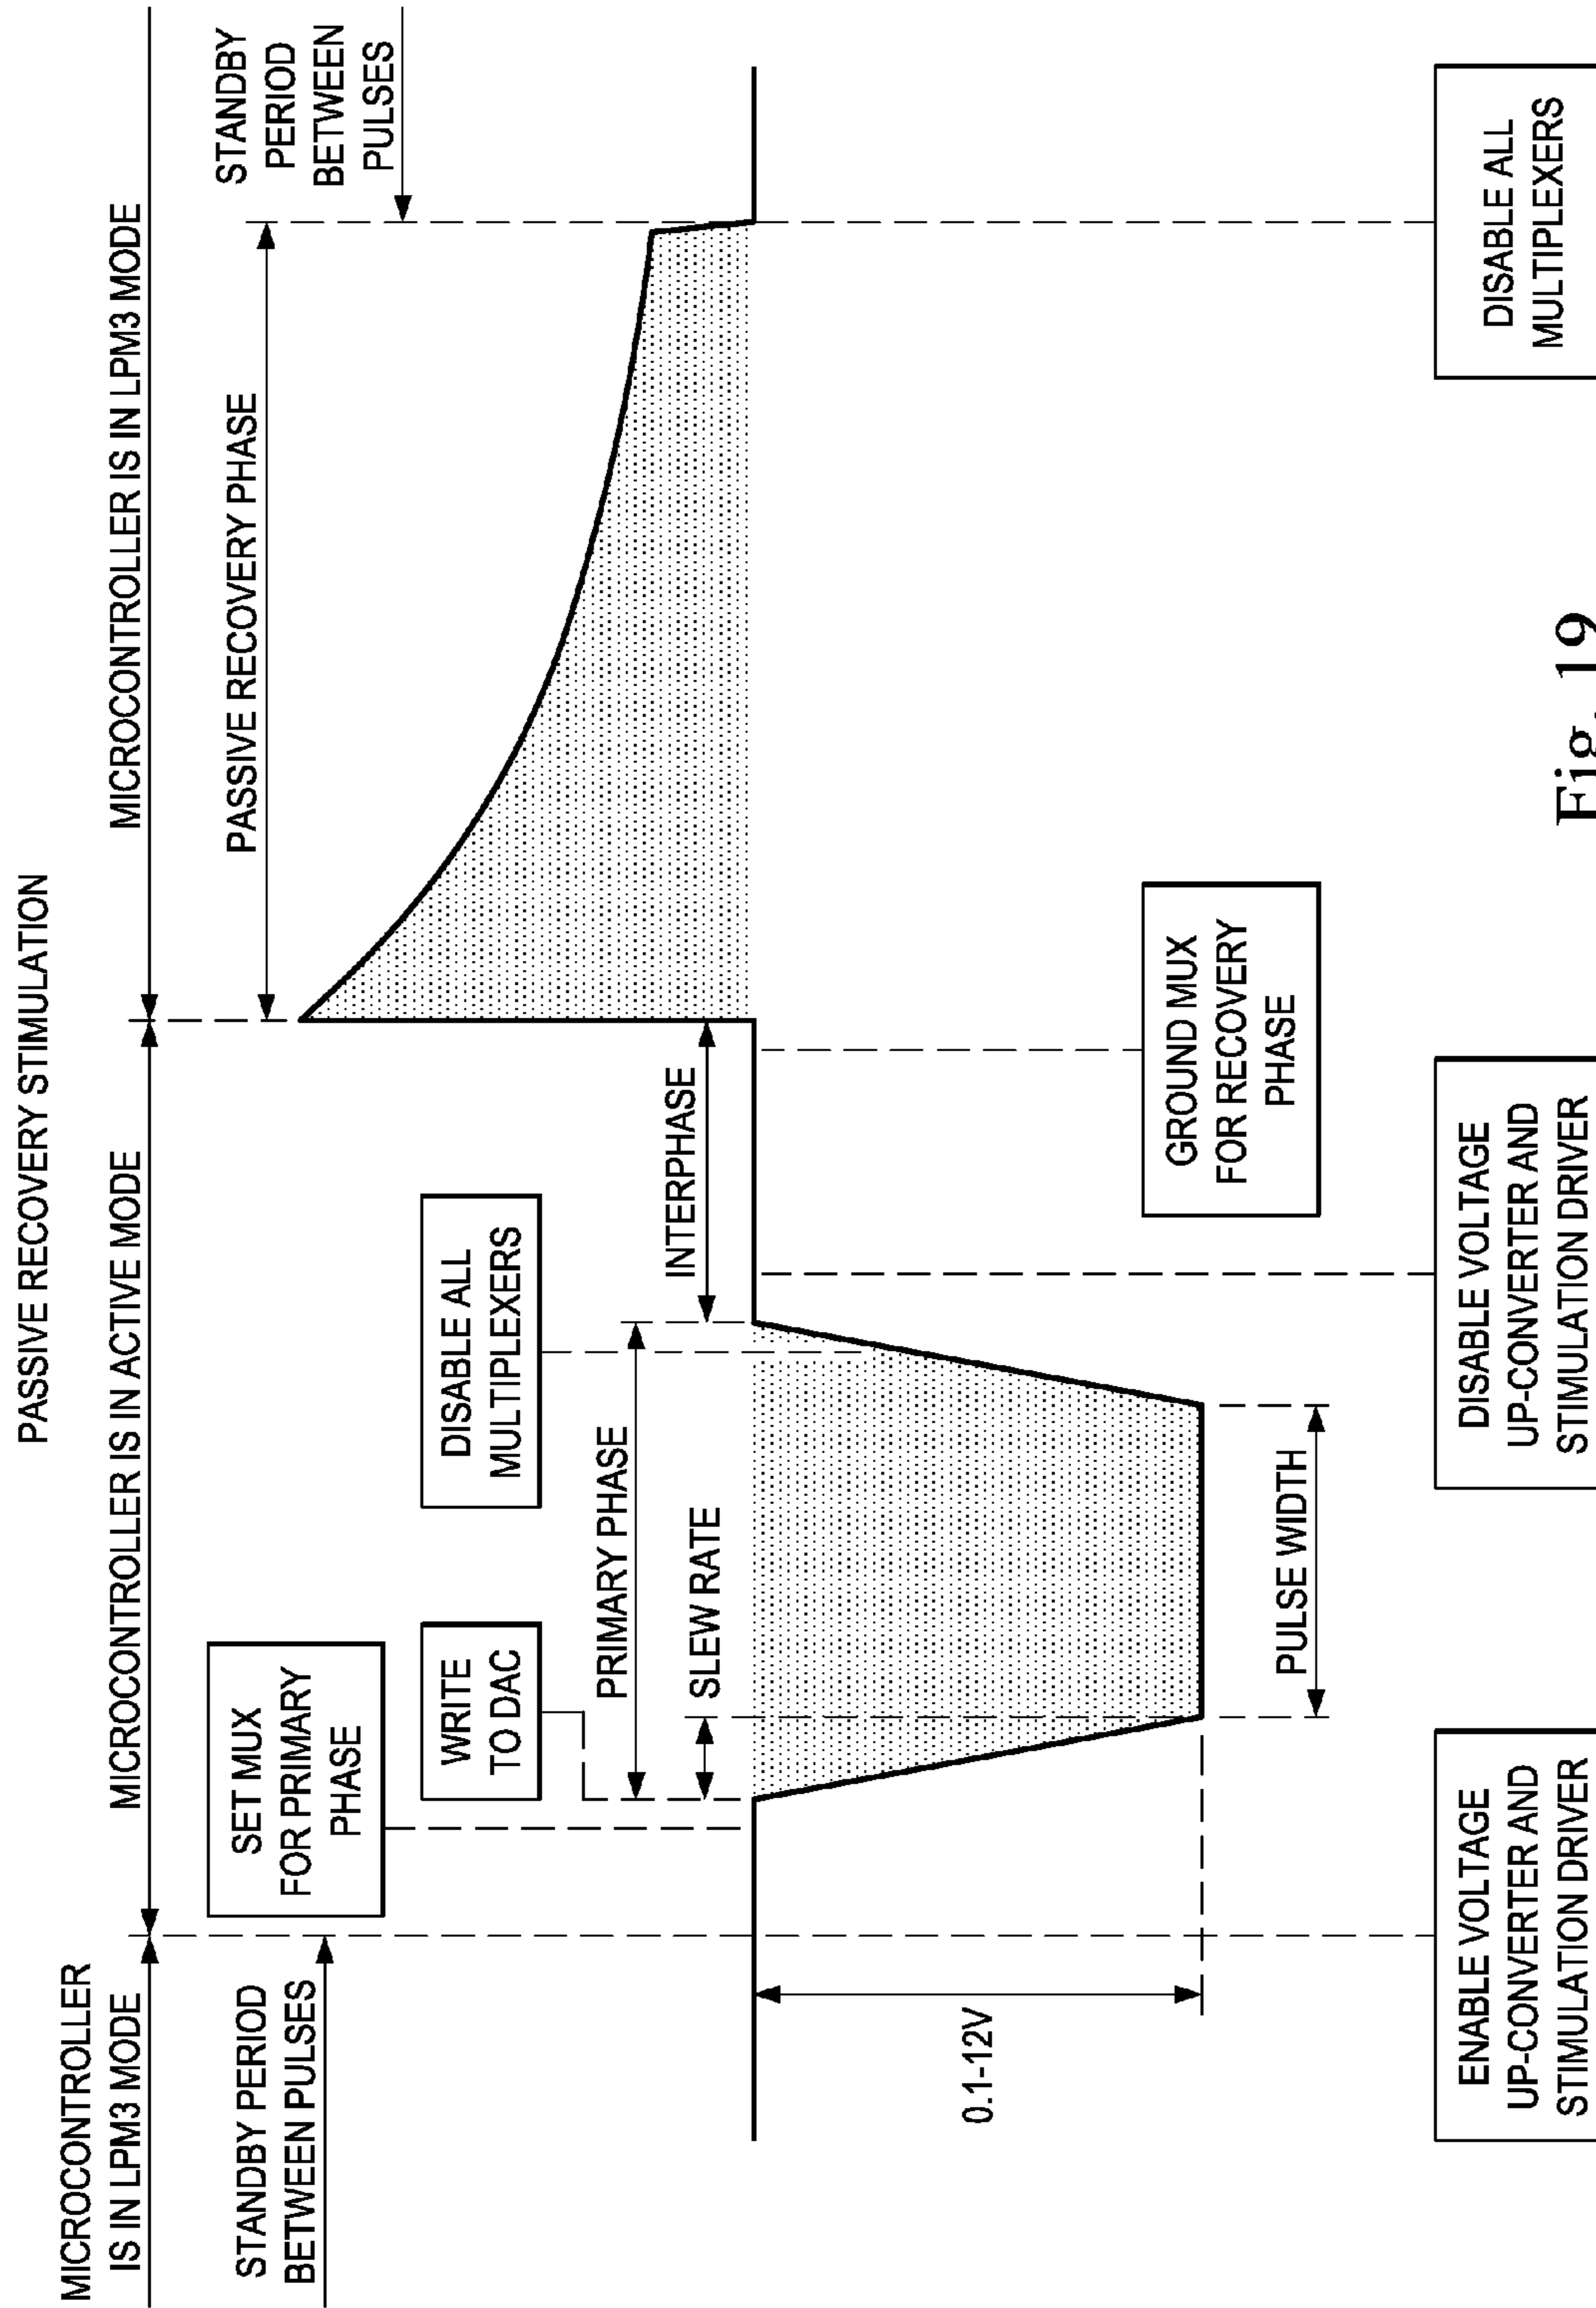 PASSIVE RECOVERY STIMULATION
MICROCONTROLLER
IS IN LPM3 MODE
MICROCONTROLLER IS IN ACTIVE MODE
MICROCONTROLLER IS IN LPM3 MODE
STANDBY PERIOD
BETWEEN PULSES
SET MUX
FOR PRIMARY
PHASE
WRITE
TO DAC
DISABLE ALL
MULTIPLEXERS
PASSIVE RECOVERY PHASE
STANDBY
PERIOD
BETWEEN
PULSES
PRIMARY PHASE
SLEW RATE
INTERPHASE
0.1-12V
PULSE WIDTH
GROUND MUX
FOR RECOVERY
PHASE
ENABLE VOLTAGE
UP-CONVERTER AND
STIMULATION DRIVER
DISABLE VOLTAGE
UP-CONVERTER AND
STIMULATION DRIVER
DISABLE ALL
MULTIPLEXERS
Fig. 19